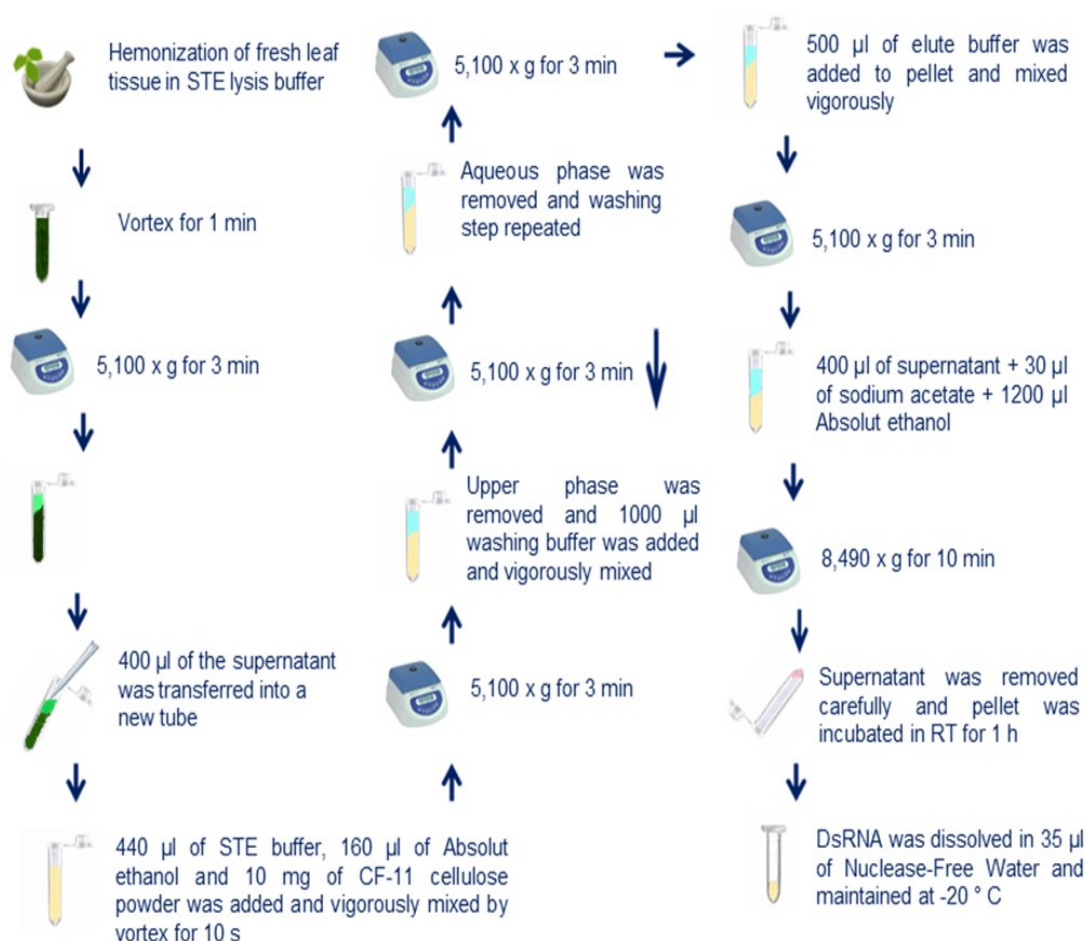 Hemonization of fresh leaf
tissue in STE lysis buffer
Vortex for 1 min
5,100 x g for 3 min
400 µl of the supernatant
was transferred into a
new tube
440 µl of STE buffer, 160 µl of Absolut
ethanol and 10 mg of CF-11 cellulose
powder was added and vigorously mixed by
vortex for 10 s
5,100 x g for 3 min
Upper phase was
removed and 1000 µl
washing buffer was added
and vigorously mixed
5,100 x g for 3 min
Aqueous phase was
removed and washing
step repeated
5,100 x g for 3 min
500 µl of elute buffer was
added to pellet and mixed
vigorously
5,100 x g for 3 min
400 µl of supernatant + 30 µl
of sodium acetate + 1200 µl
Absolut ethanol
8,490 x g for 10 min
Supernatant was removed
carefully and pellet was
incubated in RT for 1 h
DsRNA was dissolved in 35 µl
of Nuclease-Free Water and
maintained at -20 ° C